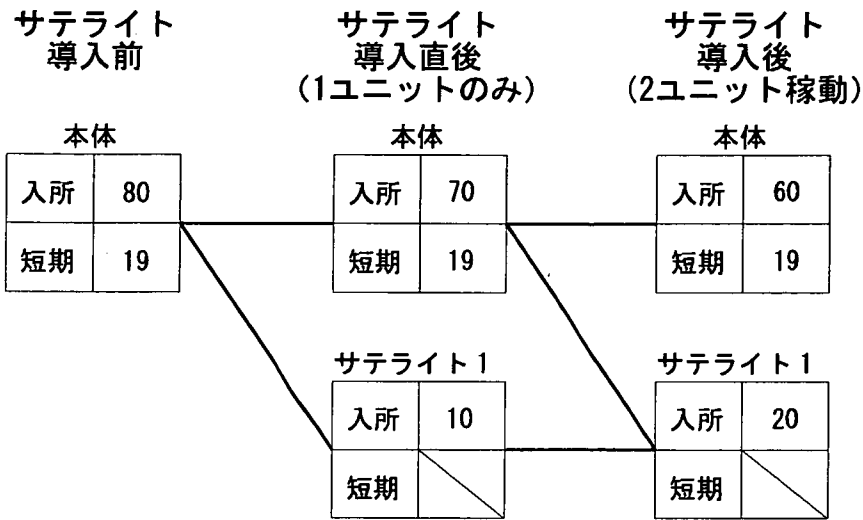 サテライト
導入前
サテライト
導入直後
(1ユニットのみ)
サテライト
導入後
(2ユニット稼動)
本体
入所 80
短期 19
本体
入所 70
短期 19
本体
入所 60
短期 19
サテライト1
入所 10
短期
サテライト1
入所 20
短期